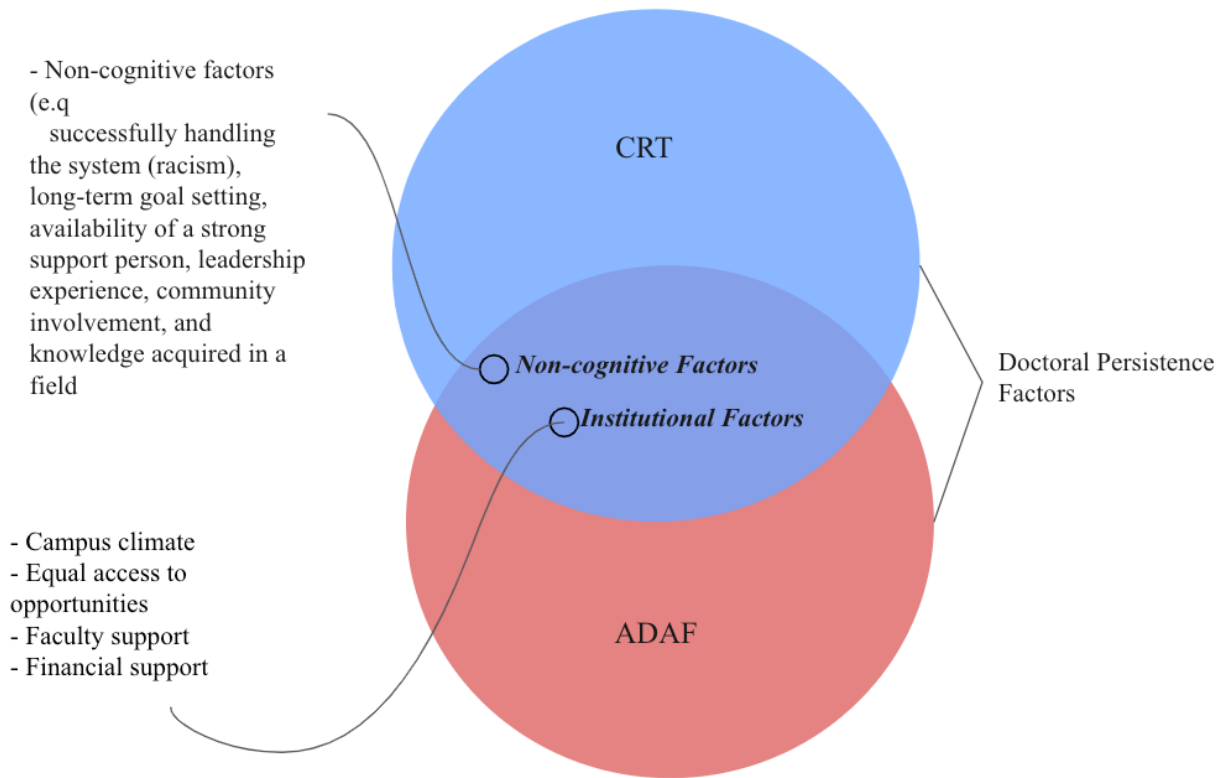 - Non-cognitive factors
(e.q
successfully handling
the system (racism),
long-term goal setting,
availability of a strong
support person, leadership
experience, community
involvement, and
knowledge acquired in a
field
CRT
Non-cognitive Factors
Institutional Factors
Doctoral Persistence
Factors
- Campus climate
- Equal access to
opportunities
- Faculty support
- Financial support
ADAF